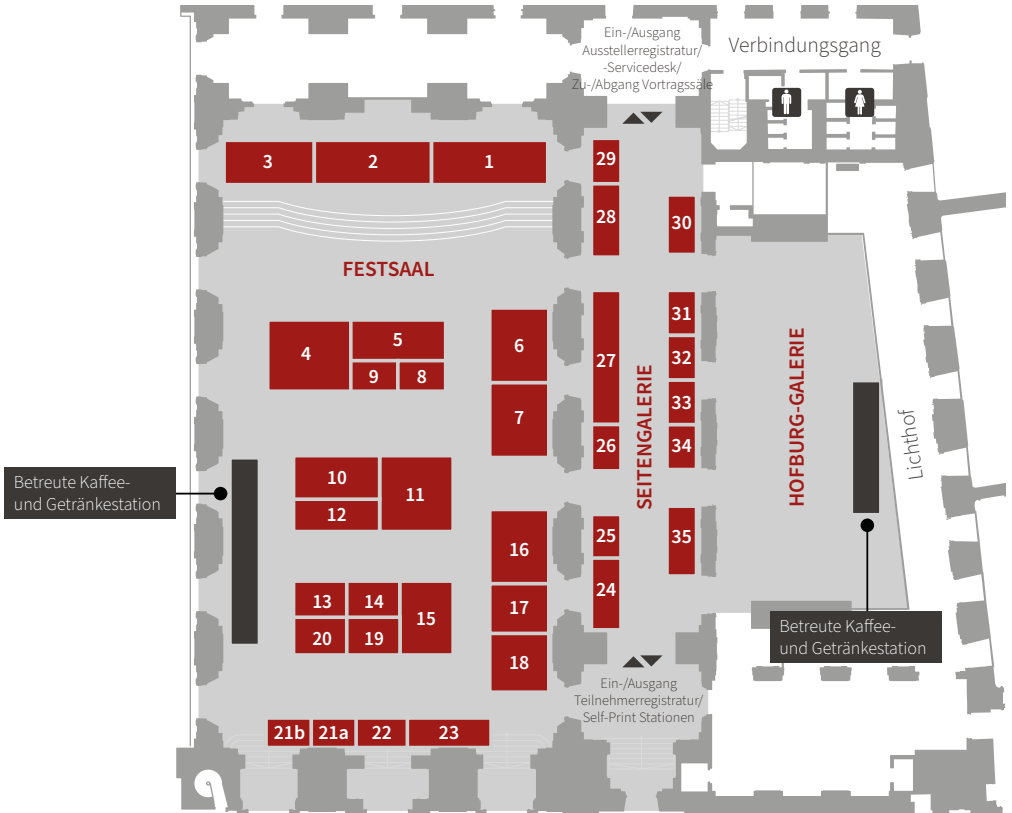 Ein-/Ausgang
Ausstellerregistratur/
-Servicedesk/
Zu-/Abgang Vortragssäle
Verbindungsgang
3
2
1
29
28
30
FESTSAAL
4
5
9
8
6
7
27
26
31
32
33
34
SEITENGALERIE
HOFBURG-GALERIE
Lichthof
Betreute Kaffee-
und Getränkestation
10
12
11
16
17
18
25
24
35
13
14
15
20
19
Betreute Kaffee-
und Getränkestation
Ein-/Ausgang
Teilnehmerregistratur/
Self-Print Stationen
21b
21a
22
23